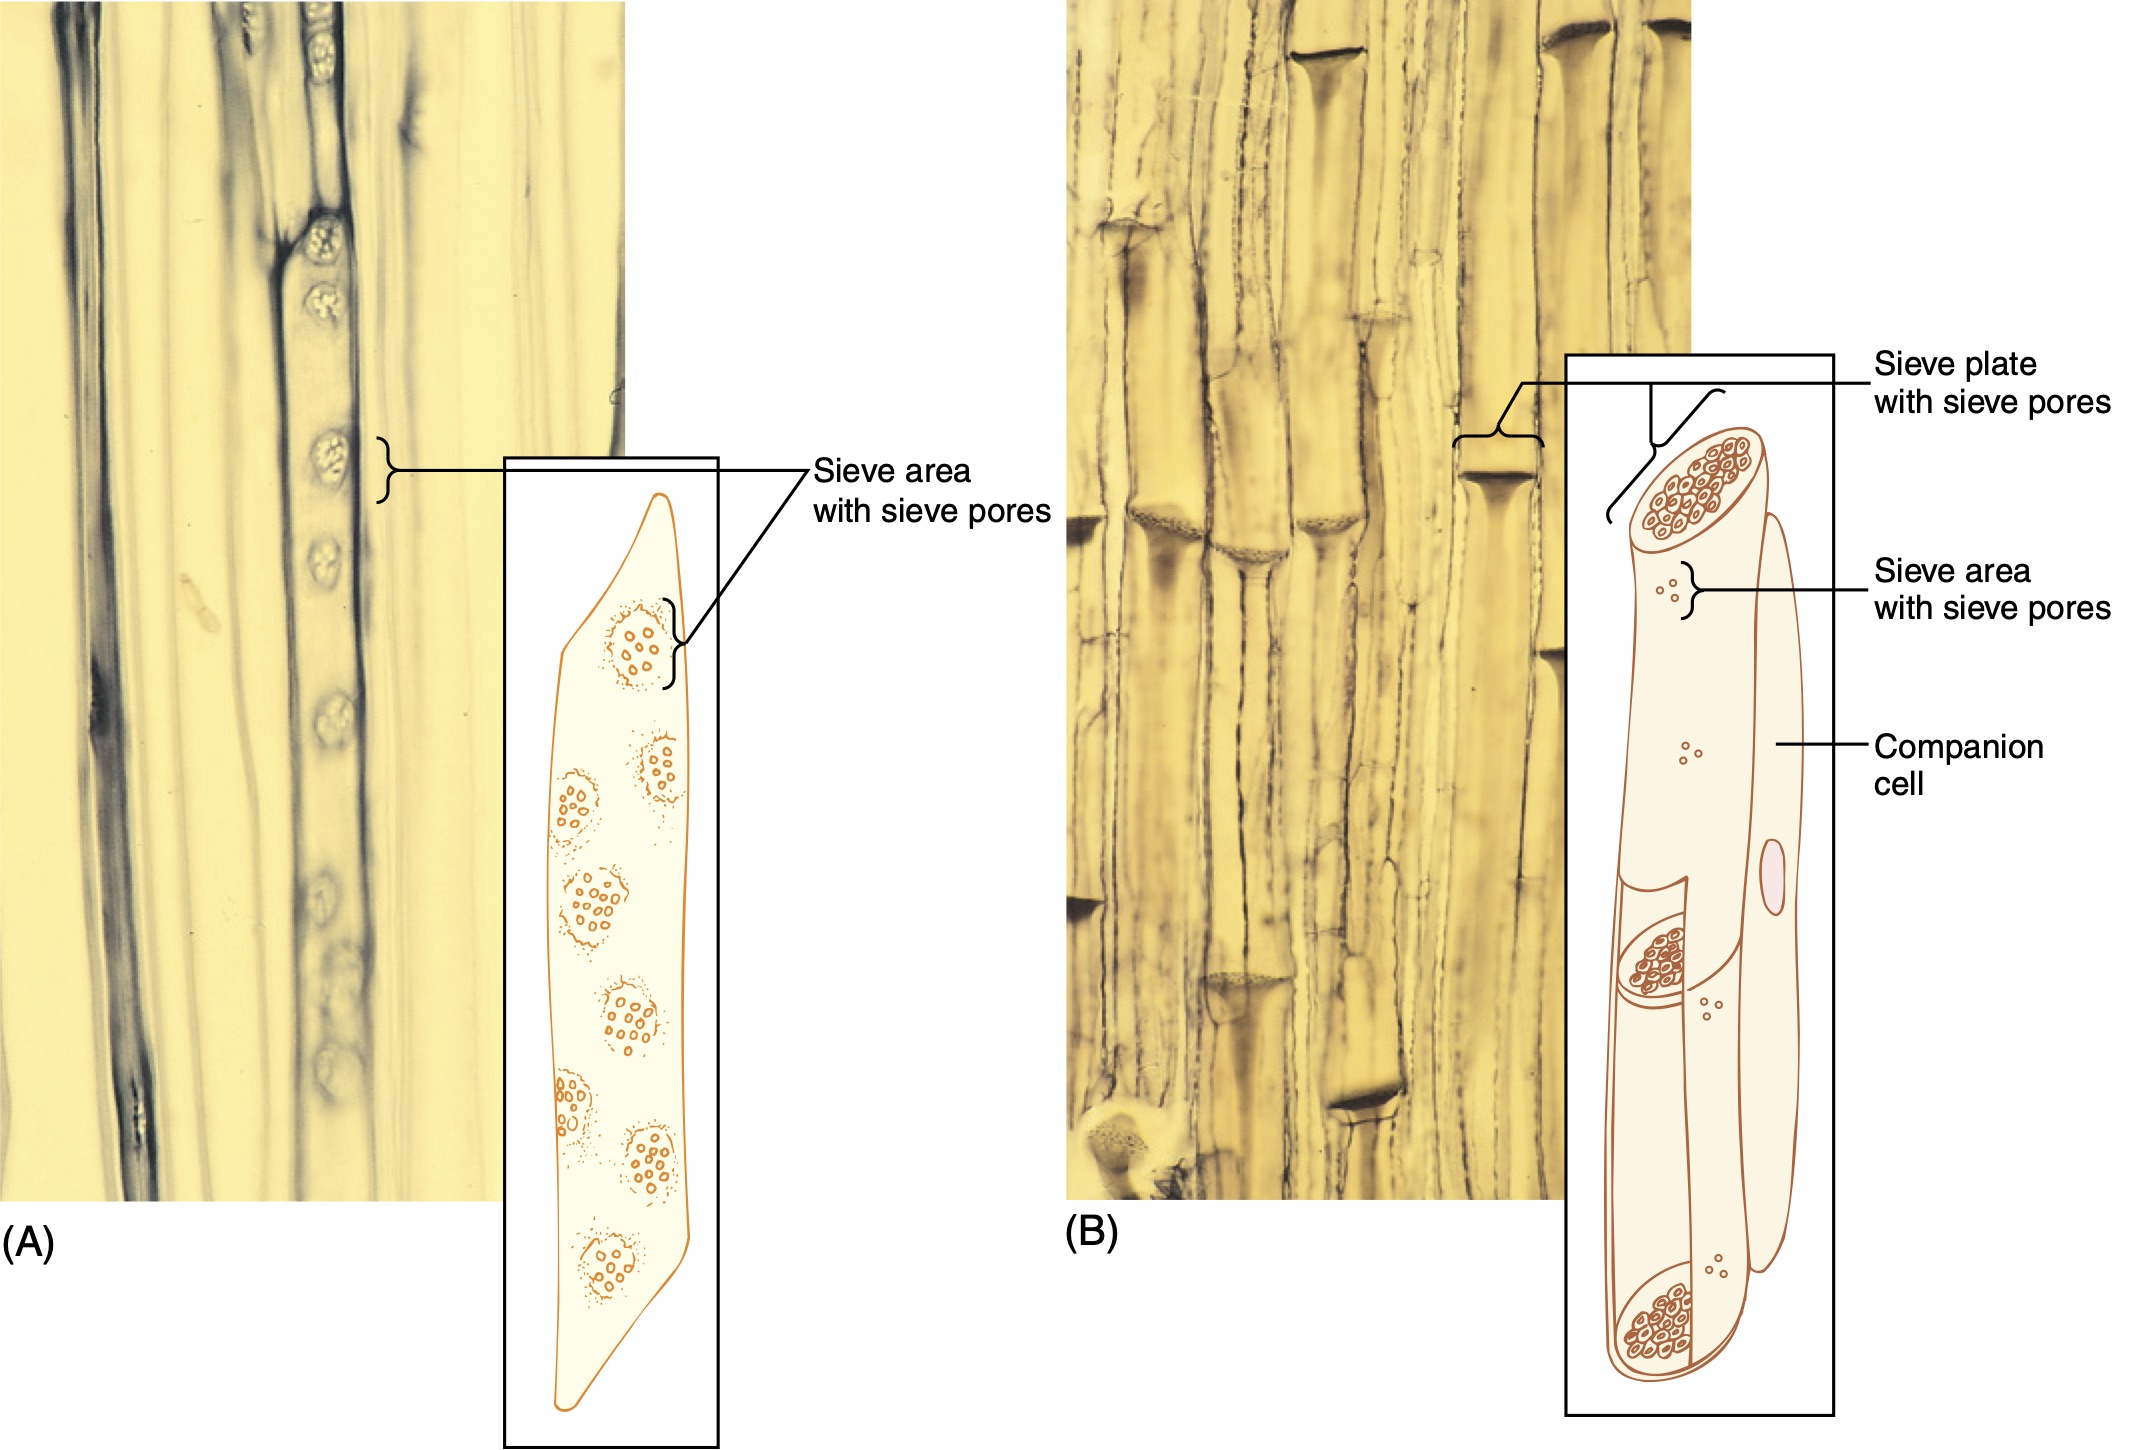 Sieve area
with sieve pores
(A)
Sieve plate
with sieve pores
Sieve area
with sieve pores
Companion
cell
(B)